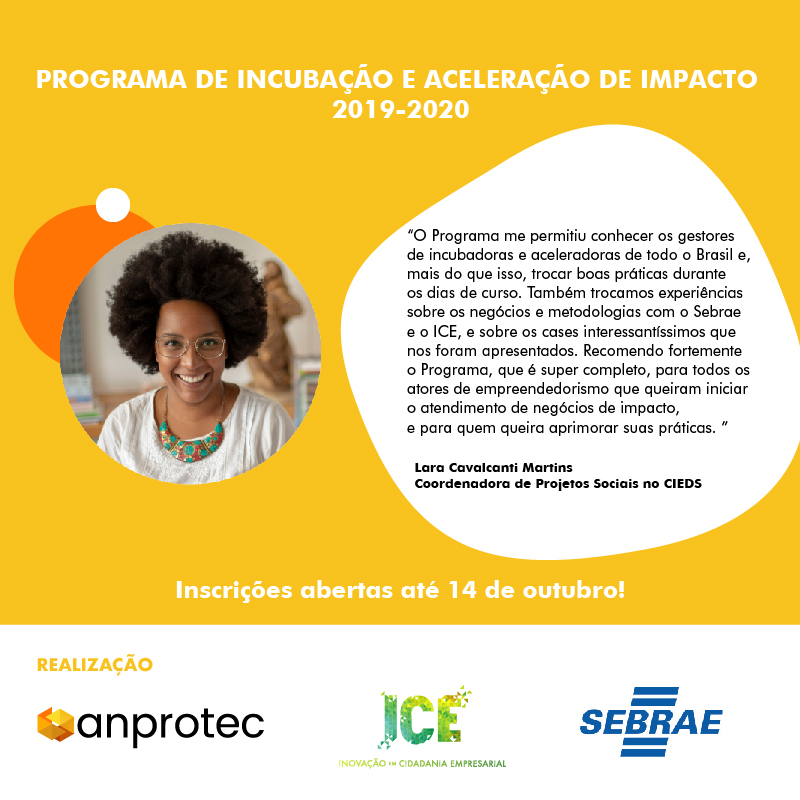 PROGRAMA DE INCUBAÇÃO E ACELERAÇÃO DE IMPACTO
2019-2020
“O Programa me permitiu conhecer os gestores
de incubadoras e aceleradoras de todo o Brasil e,
mais do que isso, trocar boas práticas durante
os dias de curso. Também trocamos experiências
sobre os negócios e metodologias com o Sebrae
e o ICE, e sobre os cases interessantíssimos que
nos foram apresentados. Recomendo fortemente
o Programa, que é super completo, para todos os
atores de empreendedorismo que queiram iniciar
o atendimento de negócios de impacto,
e para quem queira aprimorar suas práticas. ”
Lara Cavalcanti Martins
Coordenadora de Projetos Sociais no CIEDS
Inscrições abertas até 14 de outubro!
REALIZAÇÃO
anprotec
ICE
INOVAÇÃO EM CIDADANIA EMPRESARIAL
SEBRAE